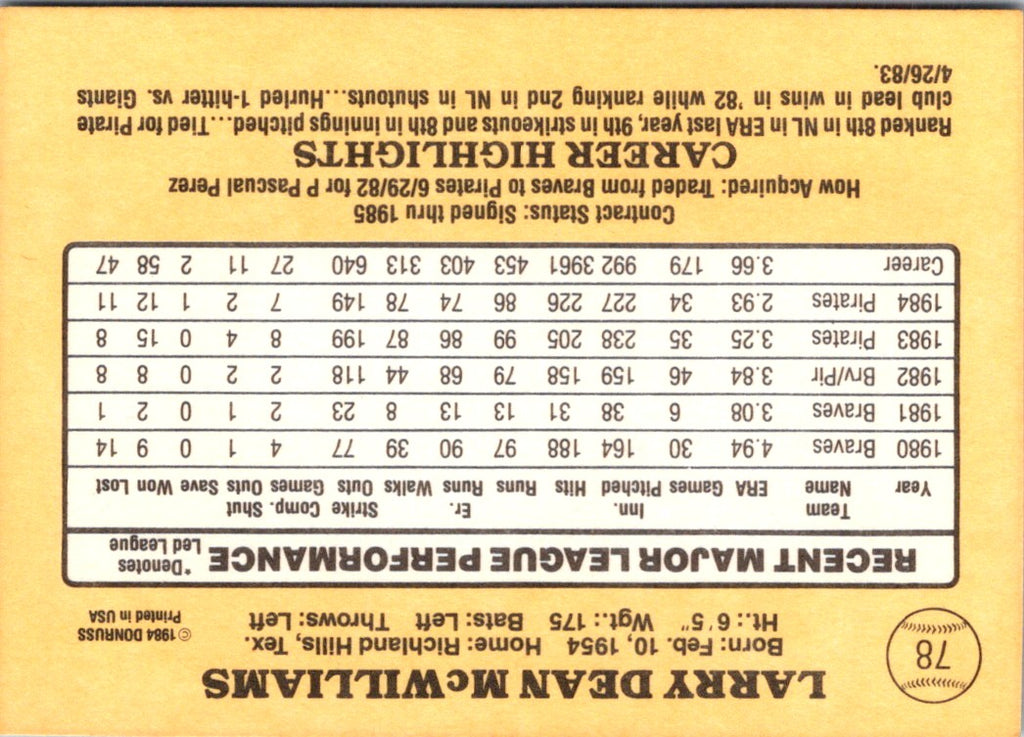 78
LARRY DEAN McWILLIAMS
Born: Feb. 10, 1954 Home: Richland Hills, Tex.
Ht.: 6'5" Wgt.: 175 Bats: Left Throws: Left
© 1984 DONRUSS
Printed in USA
RECENT MAJOR LEAGUE PERFORMANCE *Denotes Led League
Team Inn. Er. Strike Comp. Shut
Year Name ERA Games Pitched Hits Runs Runs Walks Outs Games Outs Save Won Lost
1980 Braves 4.94 30 164 188 97 90 39 77 4 1 0 9 14
1981 Braves 3.08 6 38 31 13 13 8 23 2 1 0 2 1
1982 Brv/Pir 3.84 46 159 158 79 68 44 118 2 2 0 8 8
1983 Pirates 3.25 35 238 205 99 86 87 199 8 4 0 15 8
1984 Pirates 2.93 34 227 226 86 74 78 149 7 2 1 12 11
Career 3.66 179 992 3961 453 403 313 640 27 11 2 58 47
Contract Status: Signed thru 1985
How Acquired: Traded from Braves to Pirates 6/29/82 for P Pascual Perez
CAREER HIGHLIGHTS
Ranked 8th in NL in ERA last year, 9th in strikeouts and 8th in innings pitched...Tied for Pirate
club lead in wins in '82 while ranking 2nd in NL in shutouts...Hurled 1-hitter vs. Giants
4/26/83.